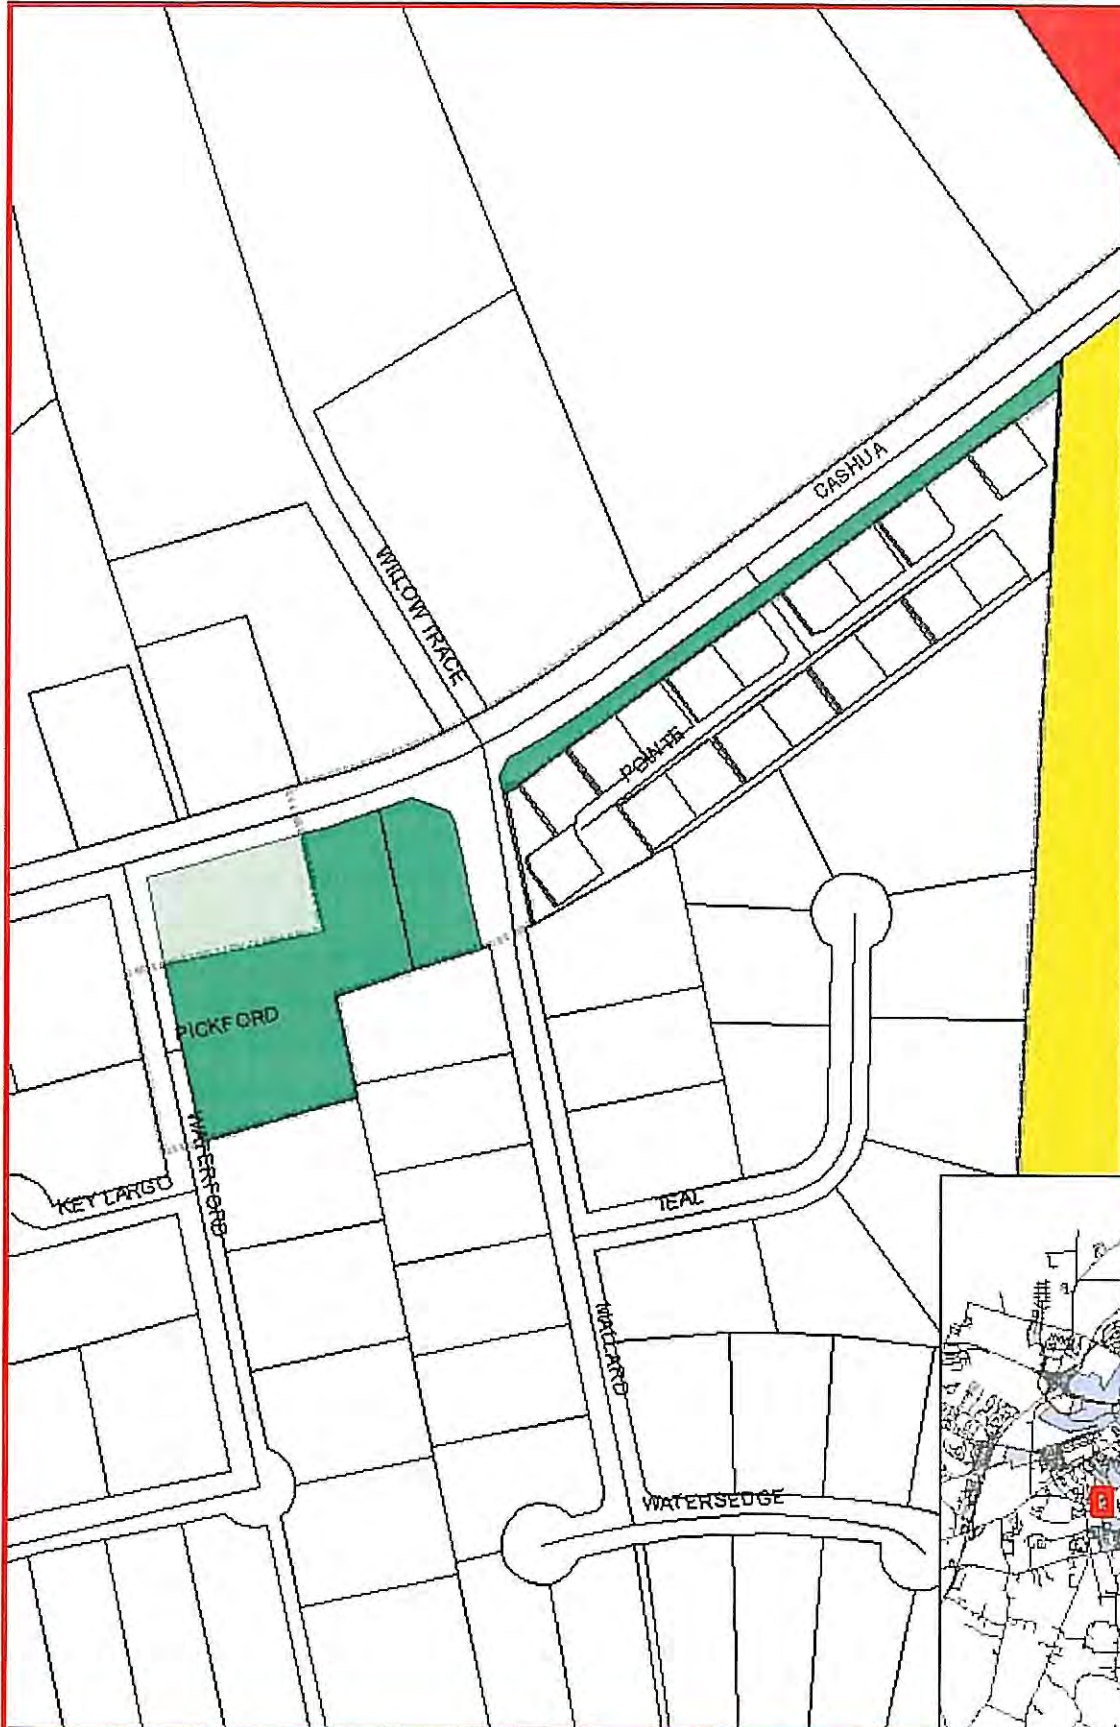 CASHUA
WILLOW TRACE
POINTE
PICKFORD
WATERFORD
KEY LARGO
TEAL
MALLARD
WATERSEDGE